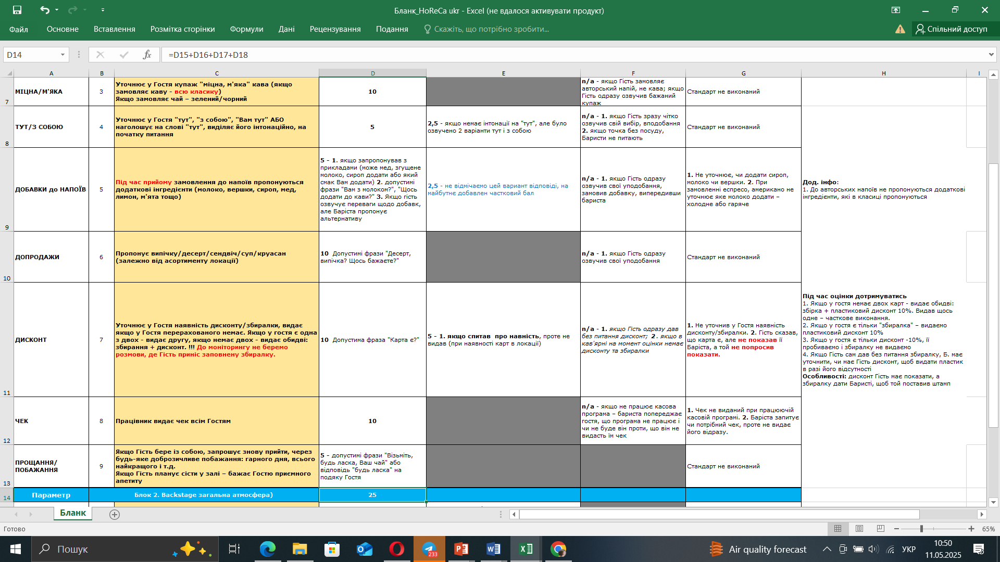 Бланк_HoReCa ukr - Excel (не вдалося активувати продукт)
Файл
Основне
Вставлення
Розмітка сторінки
Формули
Дані
Рецензування
Подання
Скажіть, що потрібно зробити...
Спільний доступ
D14
fx
=D15+D16+D17+D18
A B C D E F G H I
7
МІЦНА/М'ЯКА
3
Уточнює у Гостя купаж "міцна, м'яка" кава (якщо
замовляє каву - всю класику)
Якщо замовляє чай – зелений/чорний
10
n/a - якщо Гість замовляє
авторський напій, не кава; якщо
Гість одразу озвучив бажаний
купаж
Стандарт не виконаний
8
ТУТ/З СОБОЮ
4
Уточнює у Гостя "тут", "з собою", "Вам тут" АБО
наголошує на слові "тут", виділяє його інтонаційно, на
початку питання
5
2,5 - якщо немає інтонації на "тут", але було
озвучено 2 варіанти тут і з собою
n/a - 1. якщо Гість зразу чітко
озвучив свій вибір, вподобання
2. якщо точка без посуду,
Баристи не питають
Стандарт не виконаний
9
ДОБАВКИ до НАПОЇВ
5
Під час прийому замовлення до напоїв пропонуються
додаткові інгредієнти (молоко, вершки, сироп, мед,
лимон, м'ята тощо)
5 - 1. якщо запропонував з
прикладами (може мед, згущене
молоко, сироп додати або який
смак Вам додати) 2. допустимі
фрази "Вам з молоком?", "Щось
додати до кави?" 3. Якщо гість
озвучує переваги щодо добавк,
але Баріста пропонує
альтернативу
2,5 - не відмічаємо цей вариант відповіді, на
майбутнє добавлен частковий бал
n/a - 1. якщо Гість одразу
озвучив свої уподобання,
замовив добавку, випередивши
бариста
1. Не уточнює, чи додати сироп,
молоко чи вершки. 2. При
замовленні еспресо, американо не
уточнює яке молоко додати –
холодне або гаряче
Дод. інфо:
1. До авторських напоїв не пропонуються додаткові
інгредієнти, які в класиці пропонуються
10
ДОПРОДАЖИ
6
Пропонує випічку/десерт/сендвіч/суп/круасан
(залежно від асортименту локації)
10 Допустимі фрази "Десерт,
випічка? Щось бажаєте?"
n/a - 1. якщо Гість одразу
озвучив свої уподобання
Стандарт не виконаний
11
ДИСКОНТ
7
Уточнює у Гостя наявність дисконту/збиралки, видає
якщо у Гостя перерахованого немає. Якщо у гостя є одна
з двох - видає другу, якщо немає двох - видає обидві:
збирання + дисконт. !!! До моніторингу не беремо
розмови, де Гість приніс заповнену збиралку.
10 Допустима фраза "Карта є?"
5 - 1. якщо спитав про навність, проте не
видав (при наявності карт в локації)
n/a - 1. якщо Гість одразу дав
без питання дисконт; 2. якщо в
кав'ярні на момент оцінки немає
дисконту та збиралки
1. Не уточнив у Гостя наявність
дисконту/збиралки. 2. Гість сказав,
що карта є, але не показав її
Баріста, а той не попросив
показати.
Під час оцінки дотримуватись
1. Якщо у гостя немає двох карт - видає обидві:
збірка + пластиковий дисконт 10%. Видав щось
одне – часткове виконання.
2. Якщо у гостя є тільки "збиралка" – видаємо
пластиковий дисконт 10%
3. Якщо у гостя є тільки дисконт -10%, її
пробиваємо і збиралку не видаємо
4. Якщо Гість сам дав без питання збиралку, Б. має
уточнити, чи має Гість дисконт, щоб видати пластик
в разі його відсутності
Особливості: дисконт Гість має показати, а
збиралку дати Баристі, щоб той поставив штамп
12
ЧЕК
8
Працівник видає чек всім Гостям
10
n/a - якщо не працює касова
програма – бариста попереджає
гостя, що програма не працює і
чи не буде він проти, що він не
видасть їм чек
1. Чек не виданий при працюючій
касовій програмі. 2. Баріста запитує
чи потрібний чек, проте не видає
його відразу.
13
ПРОЩАННЯ/
ПОБАЖАННЯ
9
Якщо Гість бере із собою, запрошує знову прийти, через
будь-яке доброзичливе побажання: гарного дня, всього
найкращого і т.д.
Якщо Гість планує сісти у залі – бажає Гостю приємного
апетиту
5 - допустимі фрази "Візьміть,
будь ласка, Ваш чай" або
відповідь "будь ласка" на
подяку Гостя
Стандарт не виконаний
14
Параметр
Блок 2. Backstage загальна атмосфера)
25
Бланк
Готово
65%
Пошук
233
Air quality forecast
УКР
10:50
11.05.2025